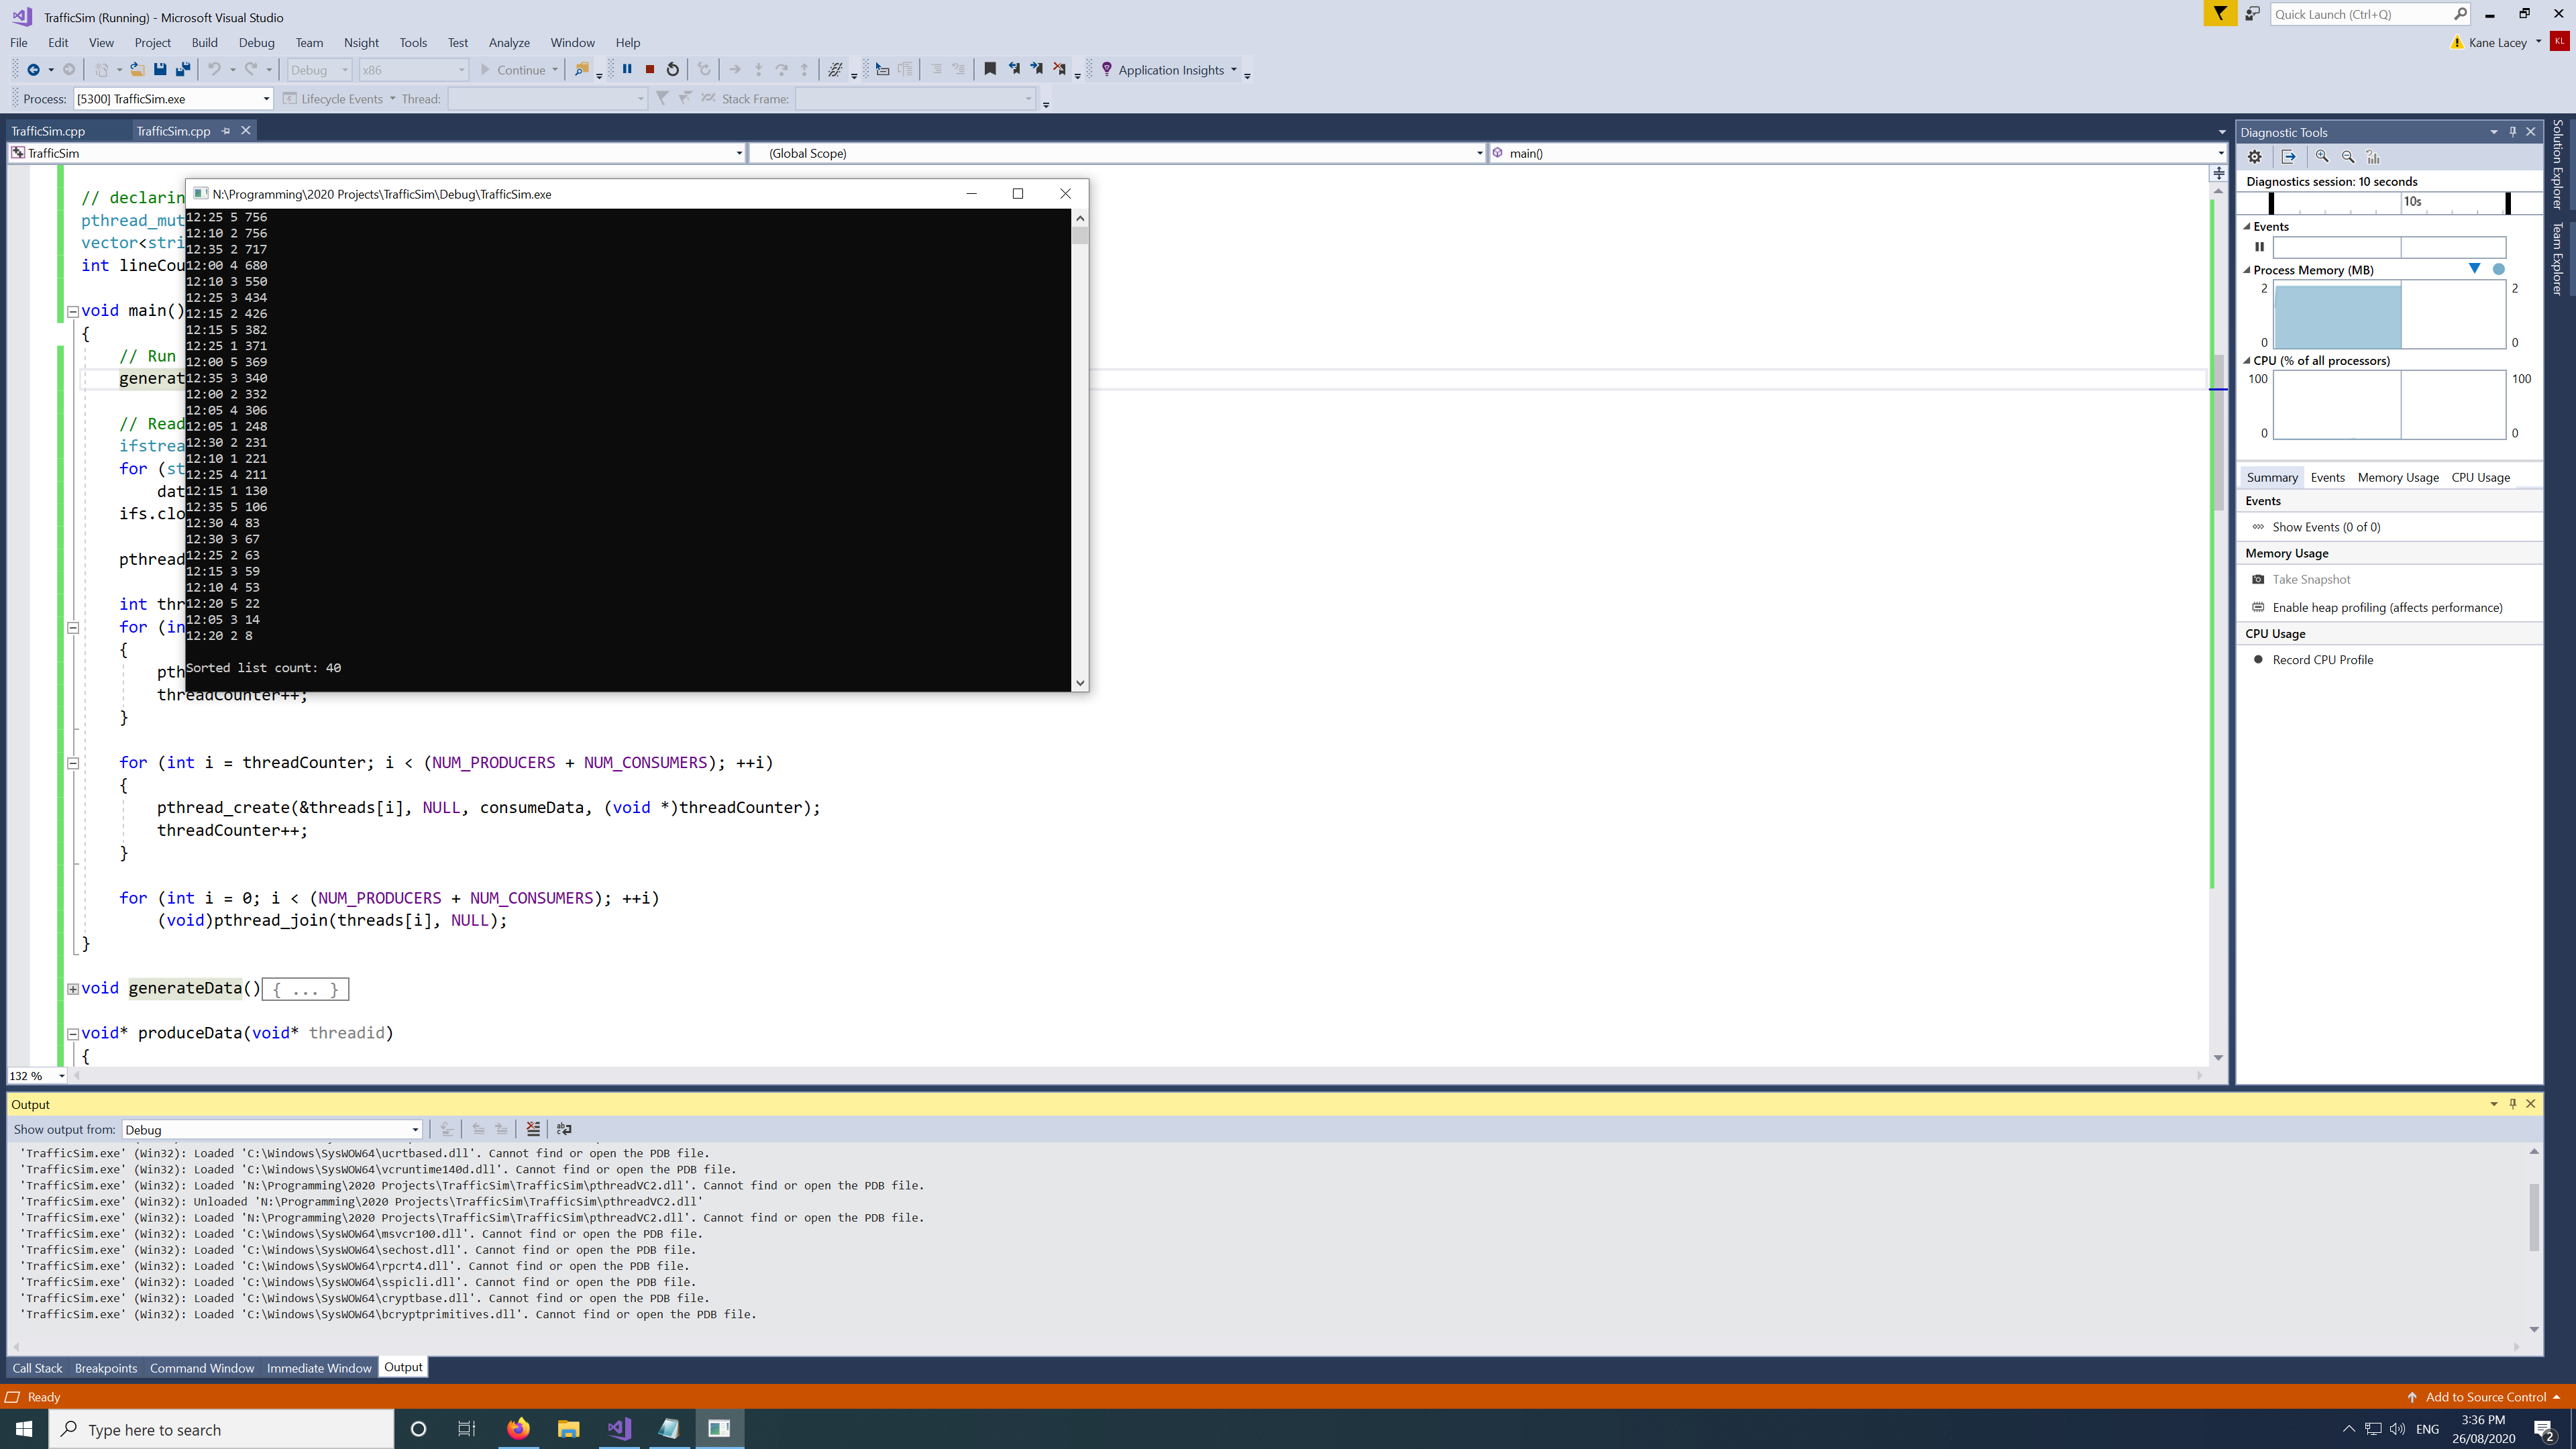 TrafficSim (Running) - Microsoft Visual Studio
Quick Launch (Ctrl+Q)
File Edit View Project Build Debug Team Nsight Tools Test Analyze Window Help
Kane Lacey KL
Debug x86 Continue Application Insights
Process: [5300] TrafficSim.exe Lifecycle Events Thread: Stack Frame:
TrafficSim.cpp TrafficSim.cpp
TrafficSim (Global Scope) main()
// declarin
pthread_mut
vector<stri
int lineCou
void main()
{
// Run
generat
// Read
ifstrea
for (st
dat
ifs.clo
pthread
int thr
for (in
{
pth
threadCounter++;
}
for (int i = threadCounter; i < (NUM_PRODUCERS + NUM_CONSUMERS); ++i)
{
pthread_create(&threads[i], NULL, consumeData, (void *)threadCounter);
threadCounter++;
}
for (int i = 0; i < (NUM_PRODUCERS + NUM_CONSUMERS); ++i)
(void)pthread_join(threads[i], NULL);
}
void generateData(){ ... }
void* produceData(void* threadid)
{
132 %
N:\Programming\2020 Projects\TrafficSim\Debug\TrafficSim.exe
12:25 5 756
12:10 2 756
12:35 2 717
12:00 4 680
12:10 3 550
12:25 3 434
12:15 2 426
12:15 5 382
12:25 1 371
12:00 5 369
12:35 3 340
12:00 2 332
12:05 4 306
12:05 1 248
12:30 2 231
12:10 1 221
12:25 4 211
12:15 1 130
12:35 5 106
12:30 4 83
12:30 3 67
12:25 2 63
12:15 3 59
12:10 4 53
12:20 5 22
12:05 3 14
12:20 2 8
Sorted list count: 40
Diagnostic Tools
Diagnostics session: 10 seconds
10s
Events
Process Memory (MB)
2 2
0 0
CPU (% of all processors)
100 100
0 0
Summary Events Memory Usage CPU Usage
Events
Show Events (0 of 0)
Memory Usage
Take Snapshot
Enable heap profiling (affects performance)
CPU Usage
Record CPU Profile
Solution Explorer
Team Explorer
Output
Show output from: Debug
'TrafficSim.exe' (Win32): Loaded 'C:\Windows\SysWOW64\ucrtbased.dll'. Cannot find or open the PDB file.
'TrafficSim.exe' (Win32): Loaded 'C:\Windows\SysWOW64\vcruntime140d.dll'. Cannot find or open the PDB file.
'TrafficSim.exe' (Win32): Loaded 'N:\Programming\2020 Projects\TrafficSim\TrafficSim\pthreadVC2.dll'. Cannot find or open the PDB file.
'TrafficSim.exe' (Win32): Unloaded 'N:\Programming\2020 Projects\TrafficSim\TrafficSim\pthreadVC2.dll'
'TrafficSim.exe' (Win32): Loaded 'N:\Programming\2020 Projects\TrafficSim\TrafficSim\pthreadVC2.dll'. Cannot find or open the PDB file.
'TrafficSim.exe' (Win32): Loaded 'C:\Windows\SysWOW64\msvcr100.dll'. Cannot find or open the PDB file.
'TrafficSim.exe' (Win32): Loaded 'C:\Windows\SysWOW64\sechost.dll'. Cannot find or open the PDB file.
'TrafficSim.exe' (Win32): Loaded 'C:\Windows\SysWOW64\rpcrt4.dll'. Cannot find or open the PDB file.
'TrafficSim.exe' (Win32): Loaded 'C:\Windows\SysWOW64\sspicli.dll'. Cannot find or open the PDB file.
'TrafficSim.exe' (Win32): Loaded 'C:\Windows\SysWOW64\cryptbase.dll'. Cannot find or open the PDB file.
'TrafficSim.exe' (Win32): Loaded 'C:\Windows\SysWOW64\bcryptprimitives.dll'. Cannot find or open the PDB file.
Call Stack Breakpoints Command Window Immediate Window Output
Ready Add to Source Control
Type here to search
ENG
3:36 PM
26/08/2020
2